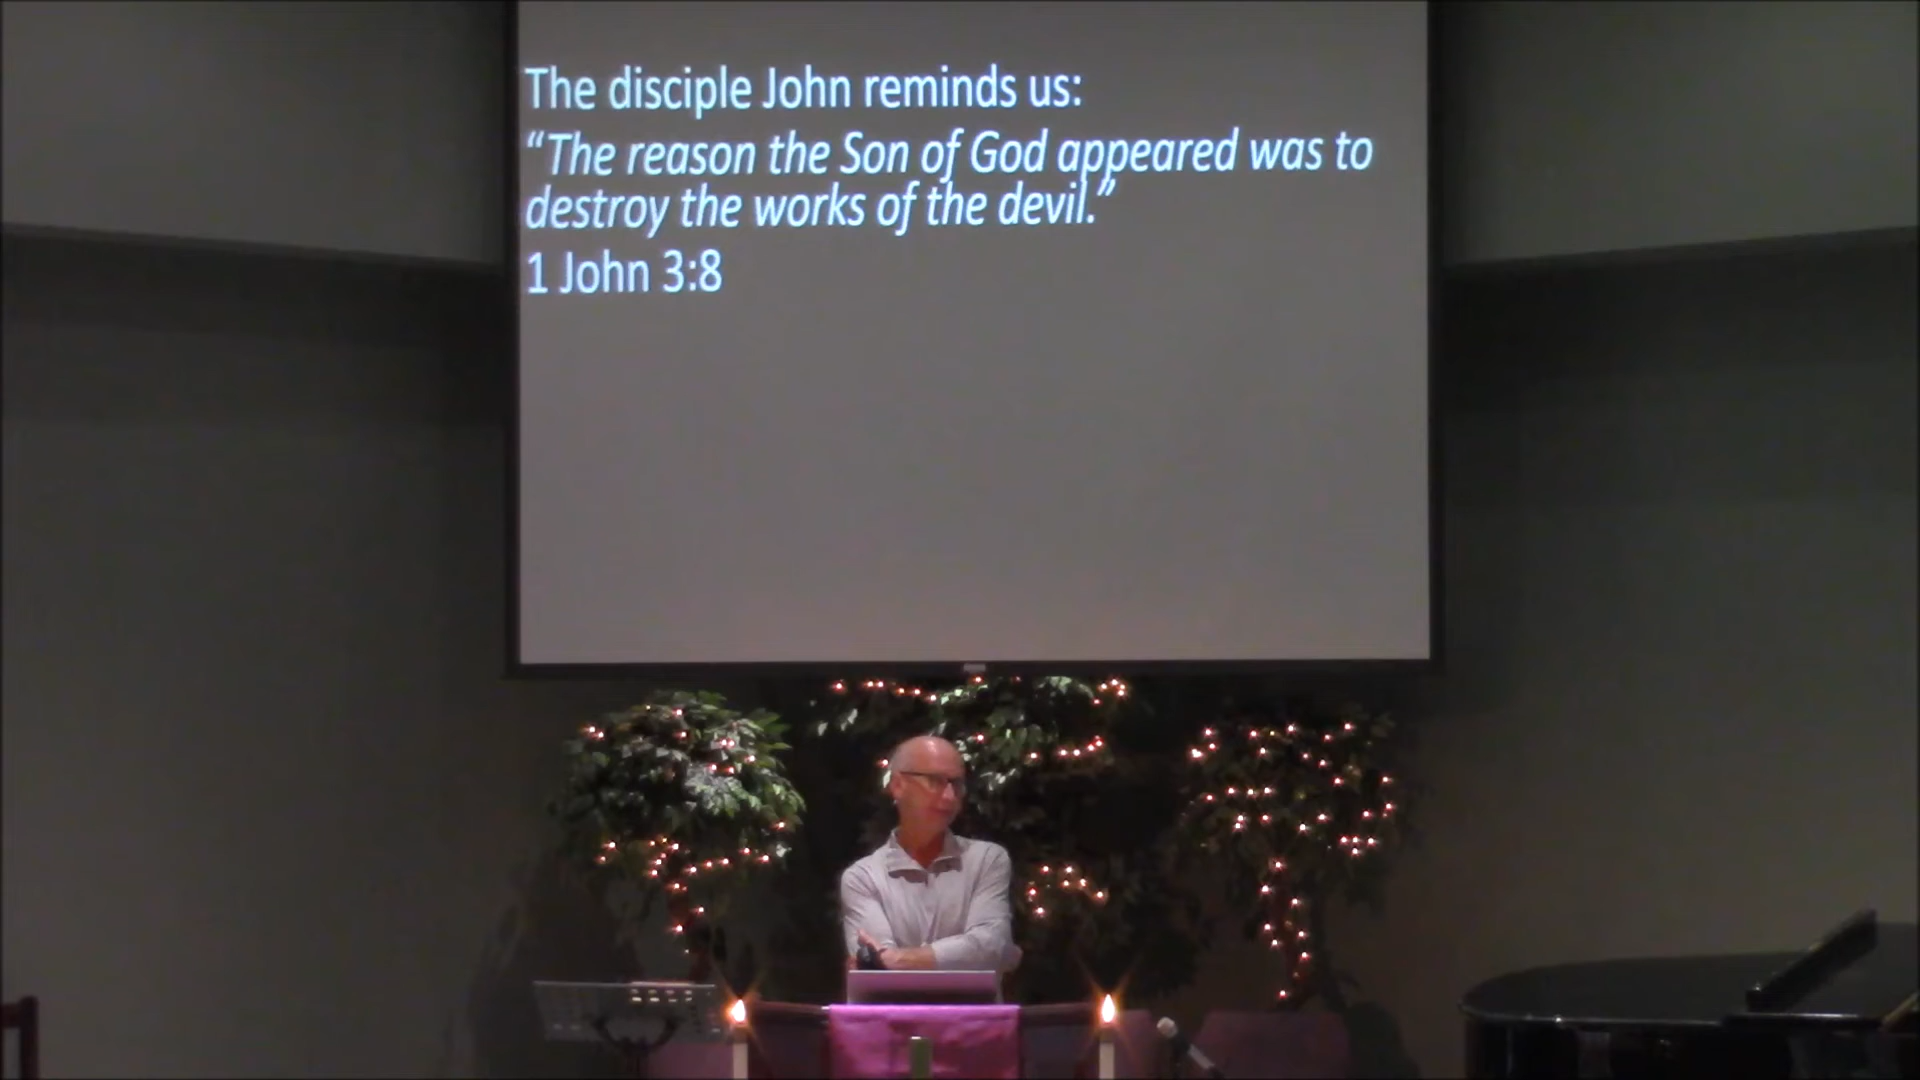 The disciple John reminds us:
“The reason the Son of God appeared was to
destroy the works of the devil.”
1 John 3:8